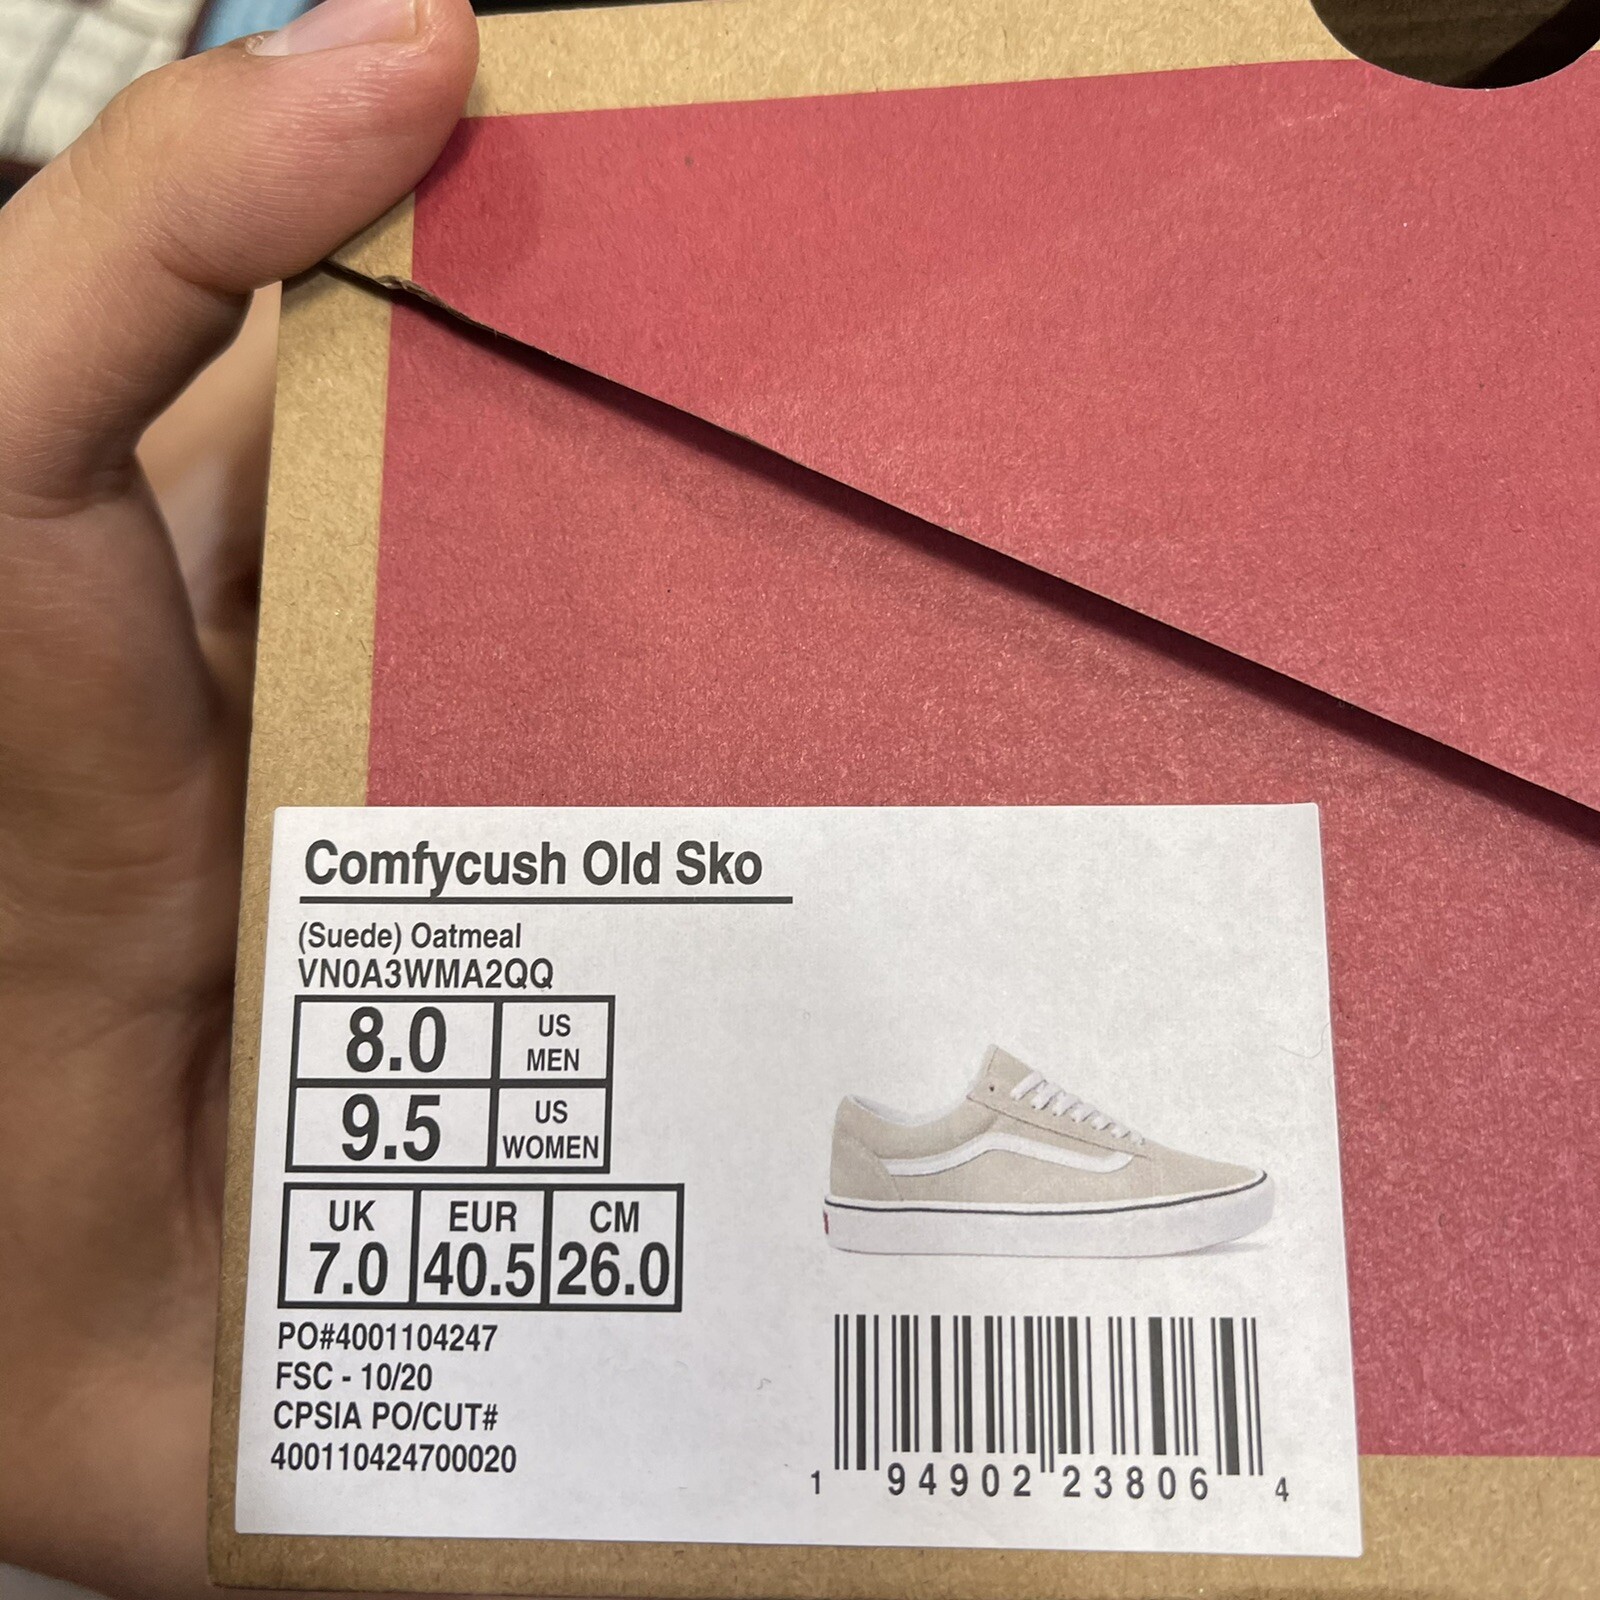 Comfycush Old Sko
(Suede) Oatmeal
VN0A3WMA2QQ
8.0 US MEN
9.5 US WOMEN
UK EUR CM
7.0 40.5 26.0
PO#4001104247
FSC - 10/20
CPSIA PO/CUT#
400110424700020
1 94902 23806 4